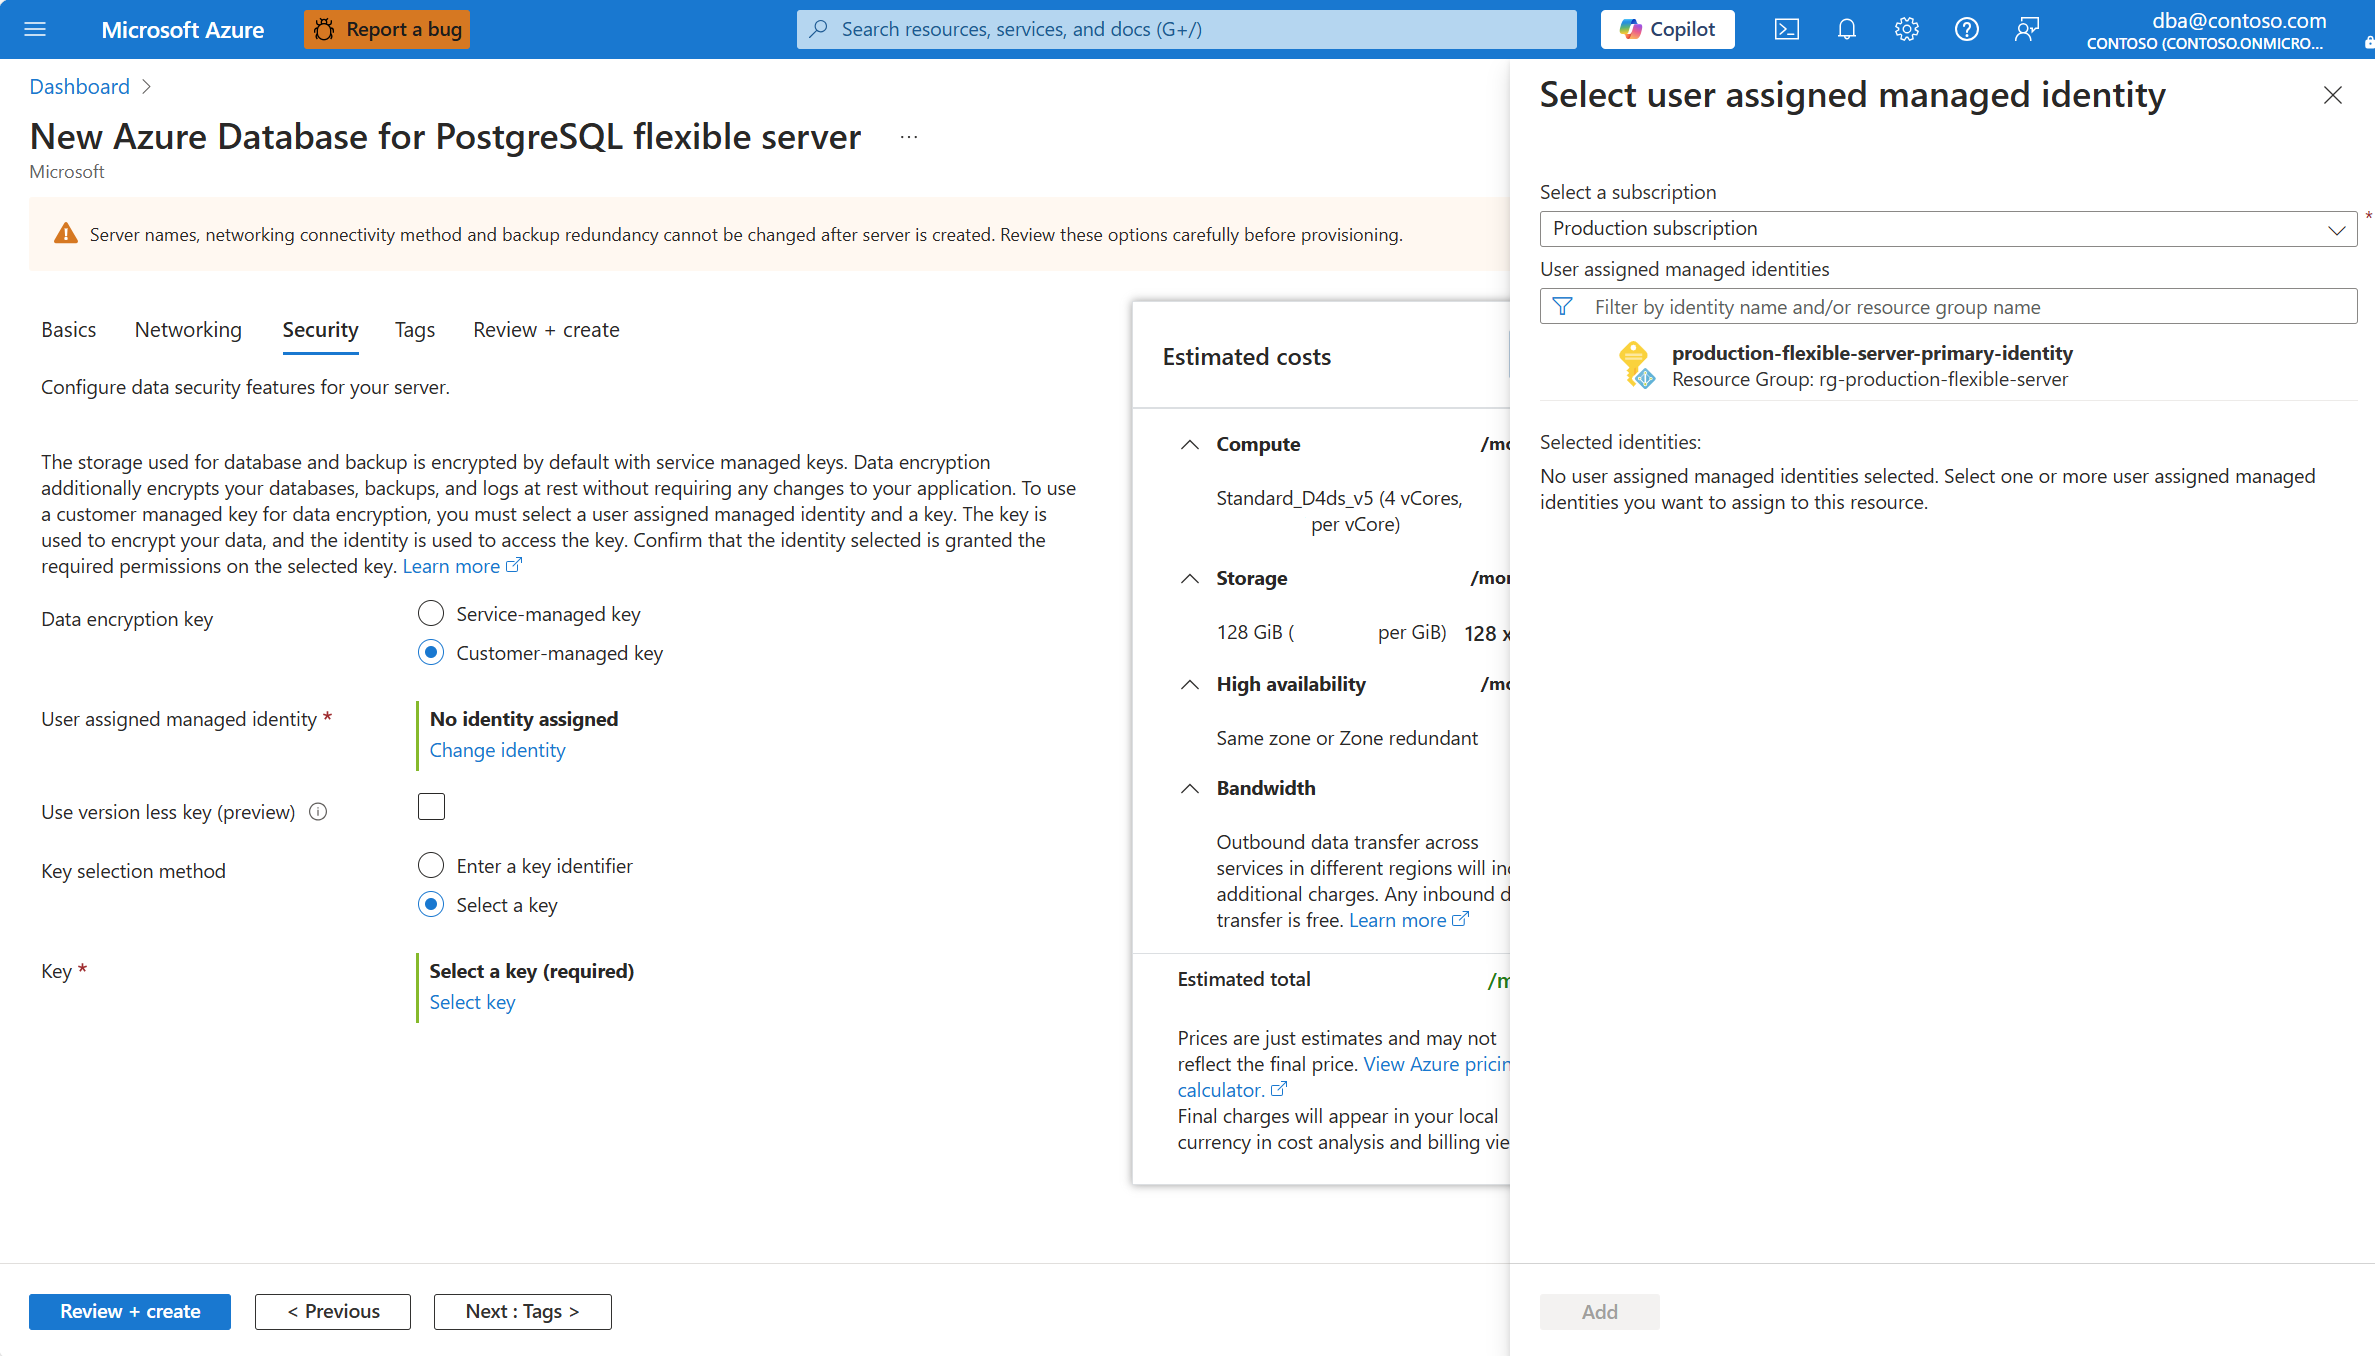 Microsoft Azure
Report a bug
Search resources, services, and docs (G+/)
Copilot
dba@contoso.com
CONTOSO (CONTOSO.ONMICRO...
Dashboard
New Azure Database for PostgreSQL flexible server
...
Microsoft
Server names, networking connectivity method and backup redundancy cannot be changed after server is created. Review these options carefully before provisioning.
Basics
Networking
Security
Tags
Review + create
Configure data security features for your server.
The storage used for database and backup is encrypted by default with service managed keys. Data encryption
additionally encrypts your databases, backups, and logs at rest without requiring any changes to your application. To use
a customer managed key for data encryption, you must select a user assigned managed identity and a key. The key is
used to encrypt your data, and the identity is used to access the key. Confirm that the identity selected is granted the
required permissions on the selected key. Learn more
Data encryption key
Service-managed key
Customer-managed key
User assigned managed identity *
No identity assigned
Change identity
Use version less key (preview)
Key selection method
Enter a key identifier
Select a key
Key *
Select a key (required)
Select key
Estimated costs
Compute
Standard_D4ds_v5 (4 vCores,
per vCore)
Storage
128 GiB ( per GiB) 128 x
High availability
Same zone or Zone redundant
Bandwidth
Outbound data transfer across
services in different regions will
additional charges. Any inbound
transfer is free. Learn more
Estimated total
Prices are just estimates and may not
reflect the final price. View Azure
calculator.
Final charges will appear in your local
currency in cost analysis and billing
Review + create
< Previous
Next : Tags >
Select user assigned managed identity
Select a subscription
Production subscription
*
User assigned managed identities
Filter by identity name and/or resource group name
production-flexible-server-primary-identity
Resource Group: rg-production-flexible-server
Selected identities:
No user assigned managed identities selected. Select one or more user assigned managed
identities you want to assign to this resource.
Add